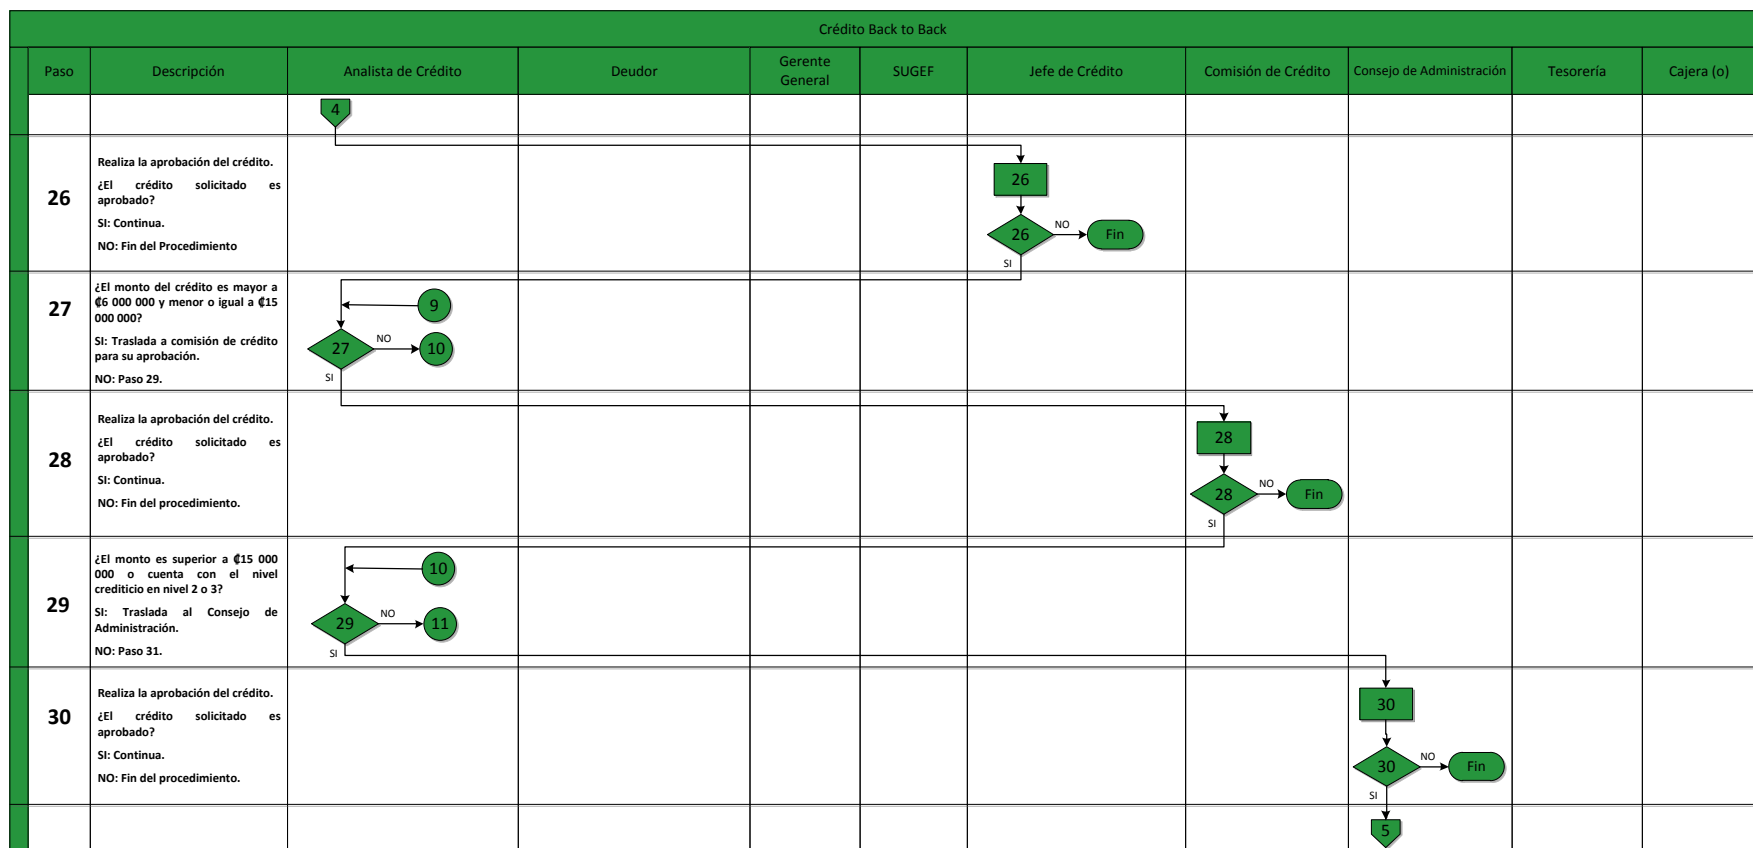 Crédito Back to Back
Paso
Descripción
Analista de Crédito
Deudor
Gerente
General
SUGEF
Jefe de Crédito
Comisión de Crédito
Consejo de Administración
Tesorería
Cajera (o)
4
26
Realiza la aprobación del crédito.
¿El crédito solicitado es
aprobado?
SI: Continua.
NO: Fin del Procedimiento
26
26
NO
Fin
SI
27
¿El monto del crédito es mayor a
₡6 000 000 y menor o igual a ₡15
000 000?
SI: Traslada a comisión de crédito
para su aprobación.
NO: Paso 29.
9
27
NO
10
SI
28
Realiza la aprobación del crédito.
¿El crédito solicitado es
aprobado?
SI: Continua.
NO: Fin del procedimiento.
28
28
NO
Fin
SI
29
¿El monto es superior a ₡15 000
000 o cuenta con el nivel
crediticio en nivel 2 o 3?
SI: Traslada al Consejo de
Administración.
NO: Paso 31.
10
29
NO
11
SI
30
Realiza la aprobación del crédito.
¿El crédito solicitado es
aprobado?
SI: Continua.
NO: Fin del procedimiento.
30
30
NO
Fin
SI
5